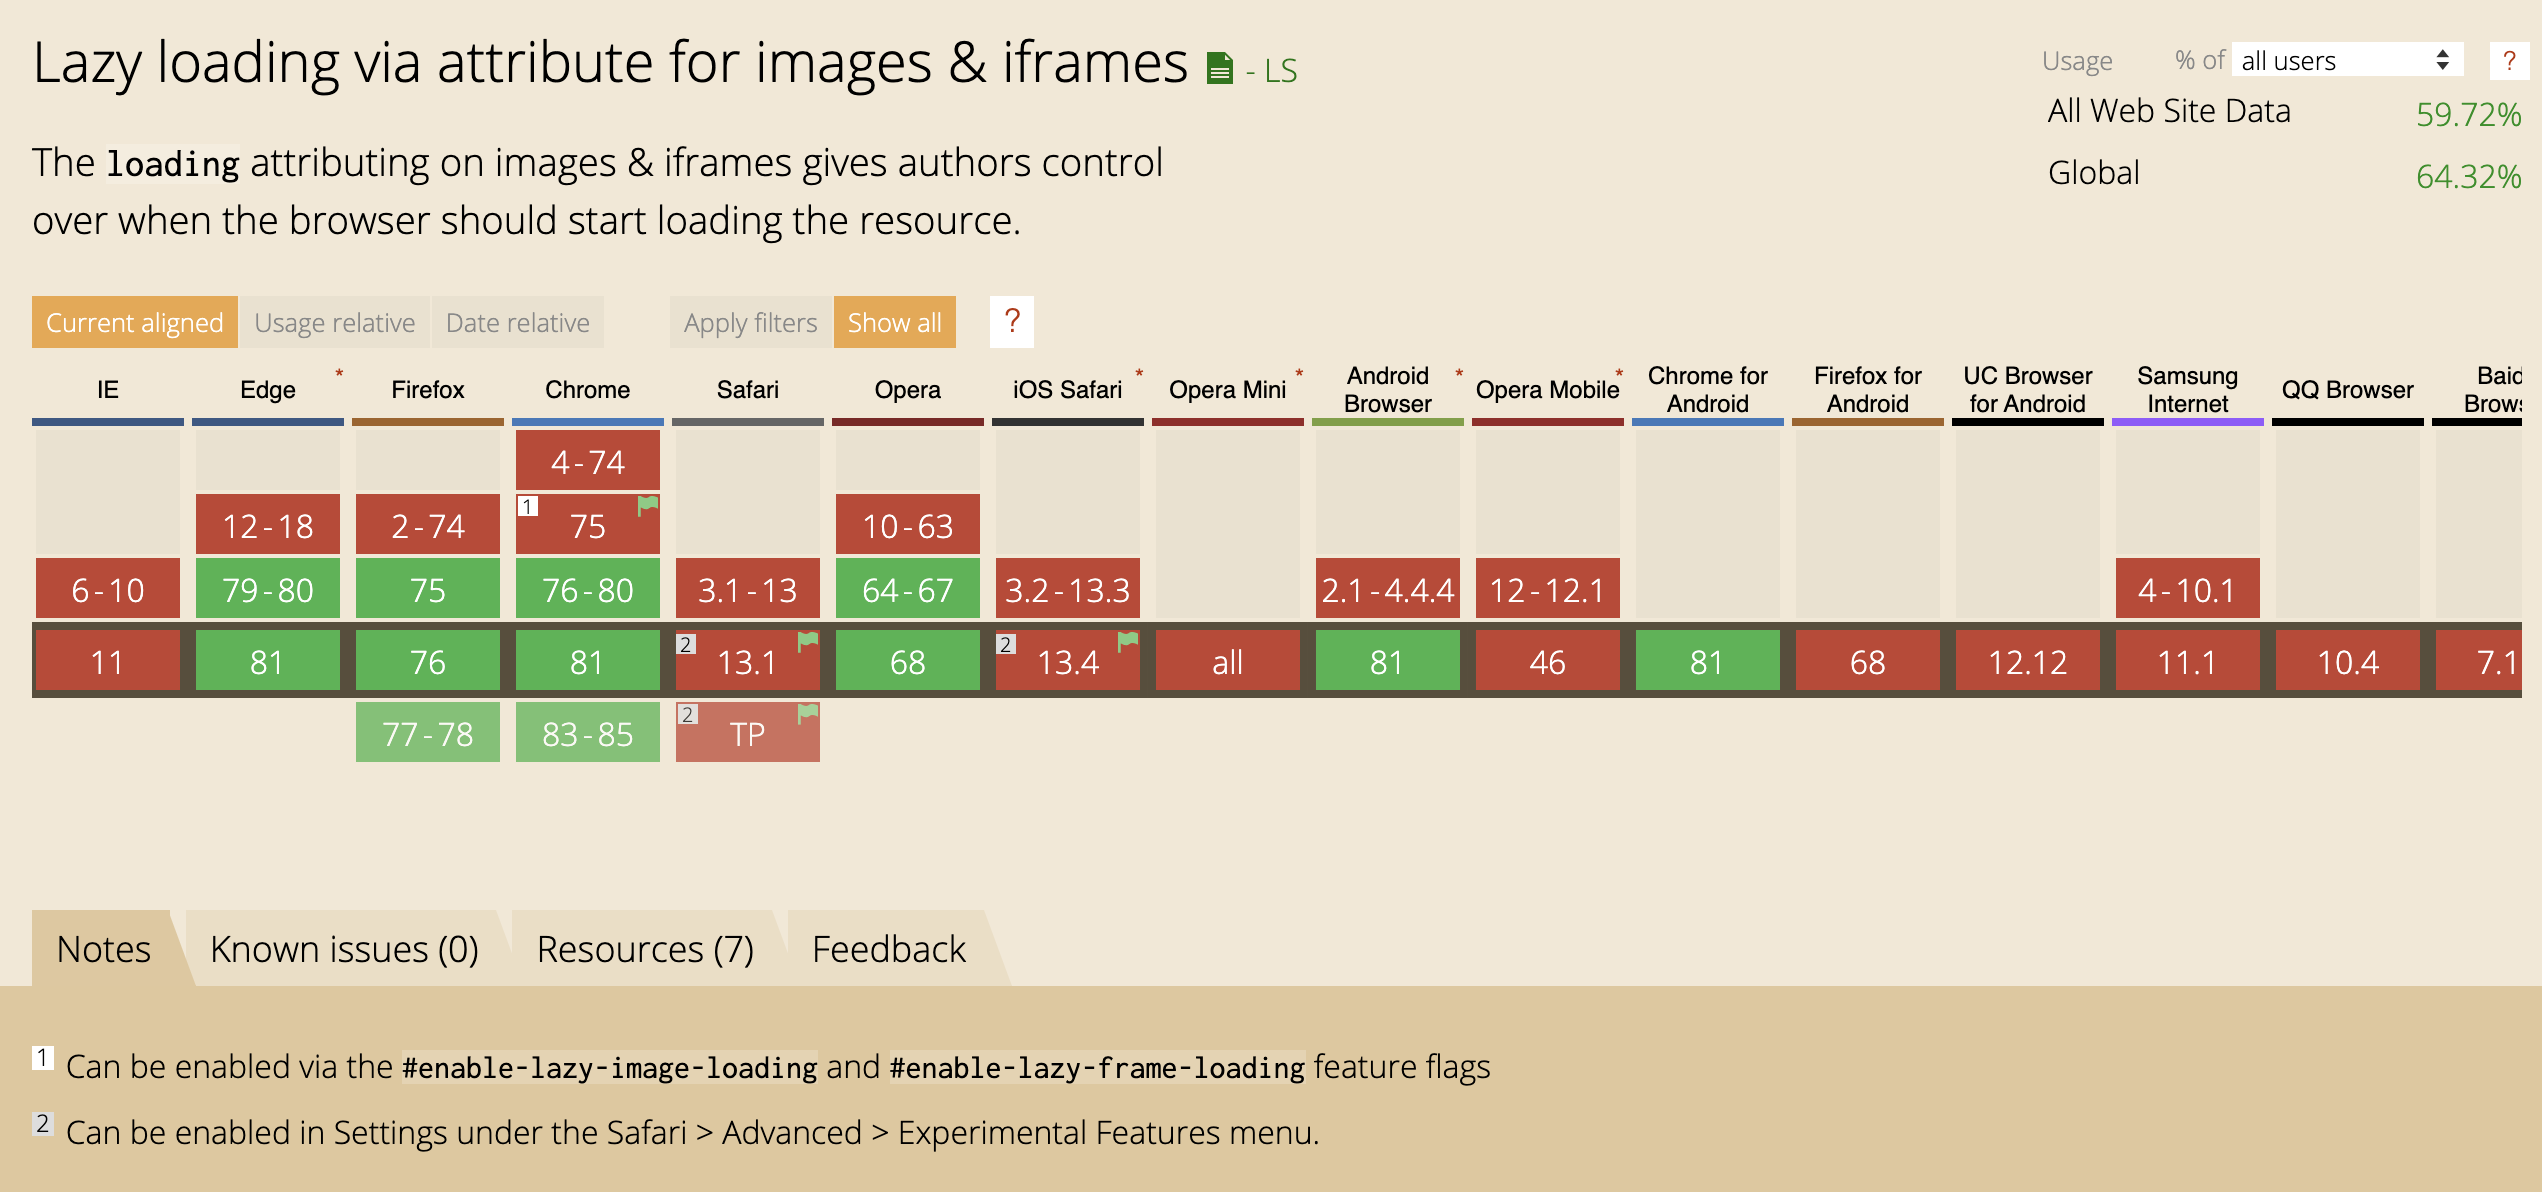 Lazy loading via attribute for images & iframes - LS
Usage % of all users ?
All Web Site Data 59.72%
Global 64.32%
The loading attributing on images & iframes gives authors control
over when the browser should start loading the resource.
Current aligned Usage relative Date relative Apply filters Show all ?
IE Edge * Firefox Chrome Safari Opera iOS Safari * Opera Mini * Android Browser * Opera Mobile * Chrome for Android Firefox for Android UC Browser for Android Samsung Internet QQ Browser Baid Brows
4-74
12-18 2-74 1 75 10-63
6-10 79-80 75 76-80 3.1-13 64-67 3.2-13.3 2.1-4.4.4 12-12.1 4-10.1
11 81 76 81 2 13.1 68 2 13.4 all 81 46 81 68 12.12 11.1 10.4 7.1
77-78 83-85 2 TP
Notes Known issues (0) Resources (7) Feedback
1 Can be enabled via the #enable-lazy-image-loading and #enable-lazy-frame-loading feature flags
2 Can be enabled in Settings under the Safari > Advanced > Experimental Features menu.